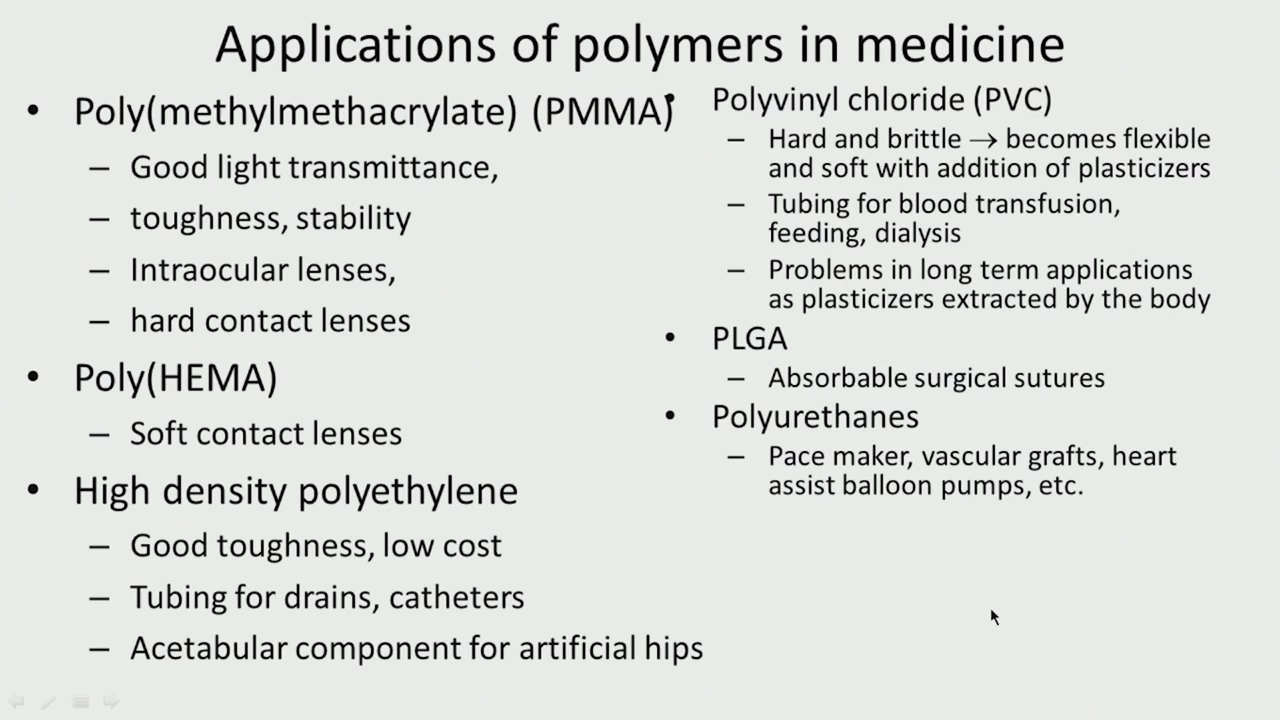 Applications of polymers in medicine
• Poly(methylmethacrylate) (PMMA)
– Good light transmittance,
– toughness, stability
– Intraocular lenses,
– hard contact lenses
• Poly(HEMA)
– Soft contact lenses
• High density polyethylene
– Good toughness, low cost
– Tubing for drains, catheters
– Acetabular component for artificial hips
• Polyvinyl chloride (PVC)
– Hard and brittle → becomes flexible
and soft with addition of plasticizers
– Tubing for blood transfusion,
feeding, dialysis
– Problems in long term applications
as plasticizers extracted by the body
• PLGA
– Absorbable surgical sutures
• Polyurethanes
– Pace maker, vascular grafts, heart
assist balloon pumps, etc.